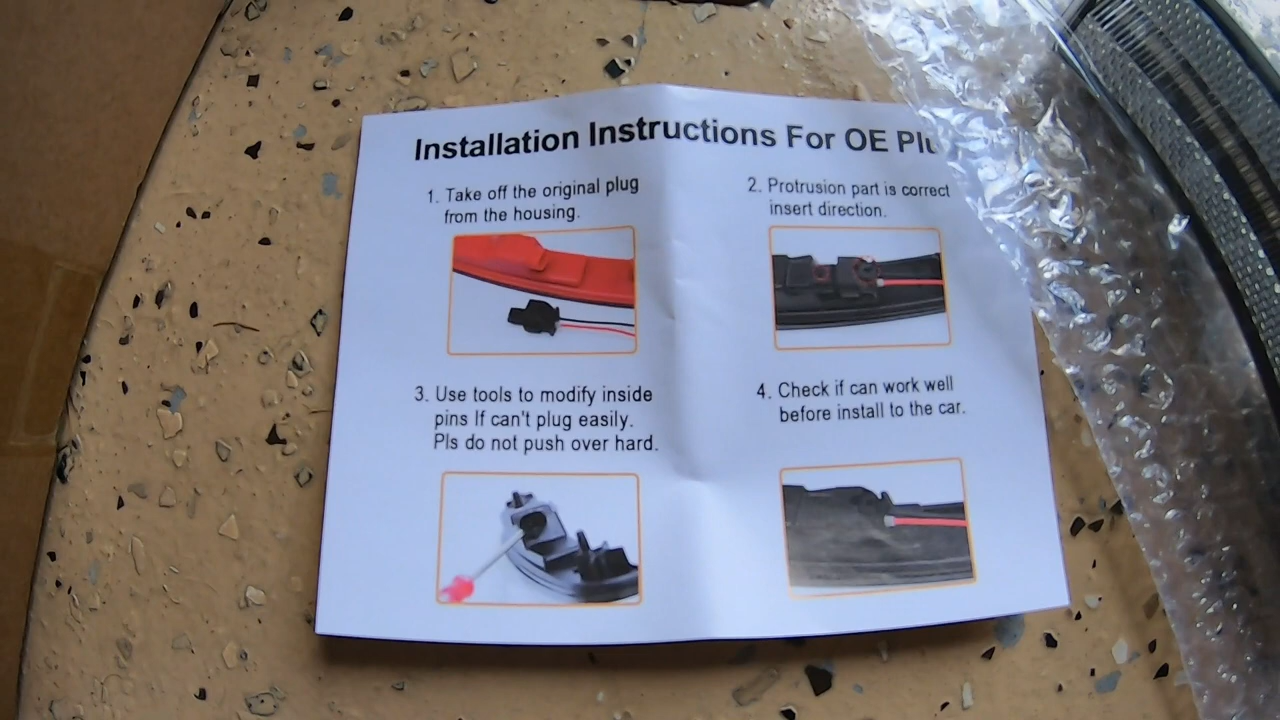 Installation Instructions For OE
1. Take off the original plug
from the housing.
2. Protrusion part is correct
insert direction.
3. Use tools to modify inside
pins If can't plug easily.
Pls do not push over hard.
4. Check if can work well
before install to the car.